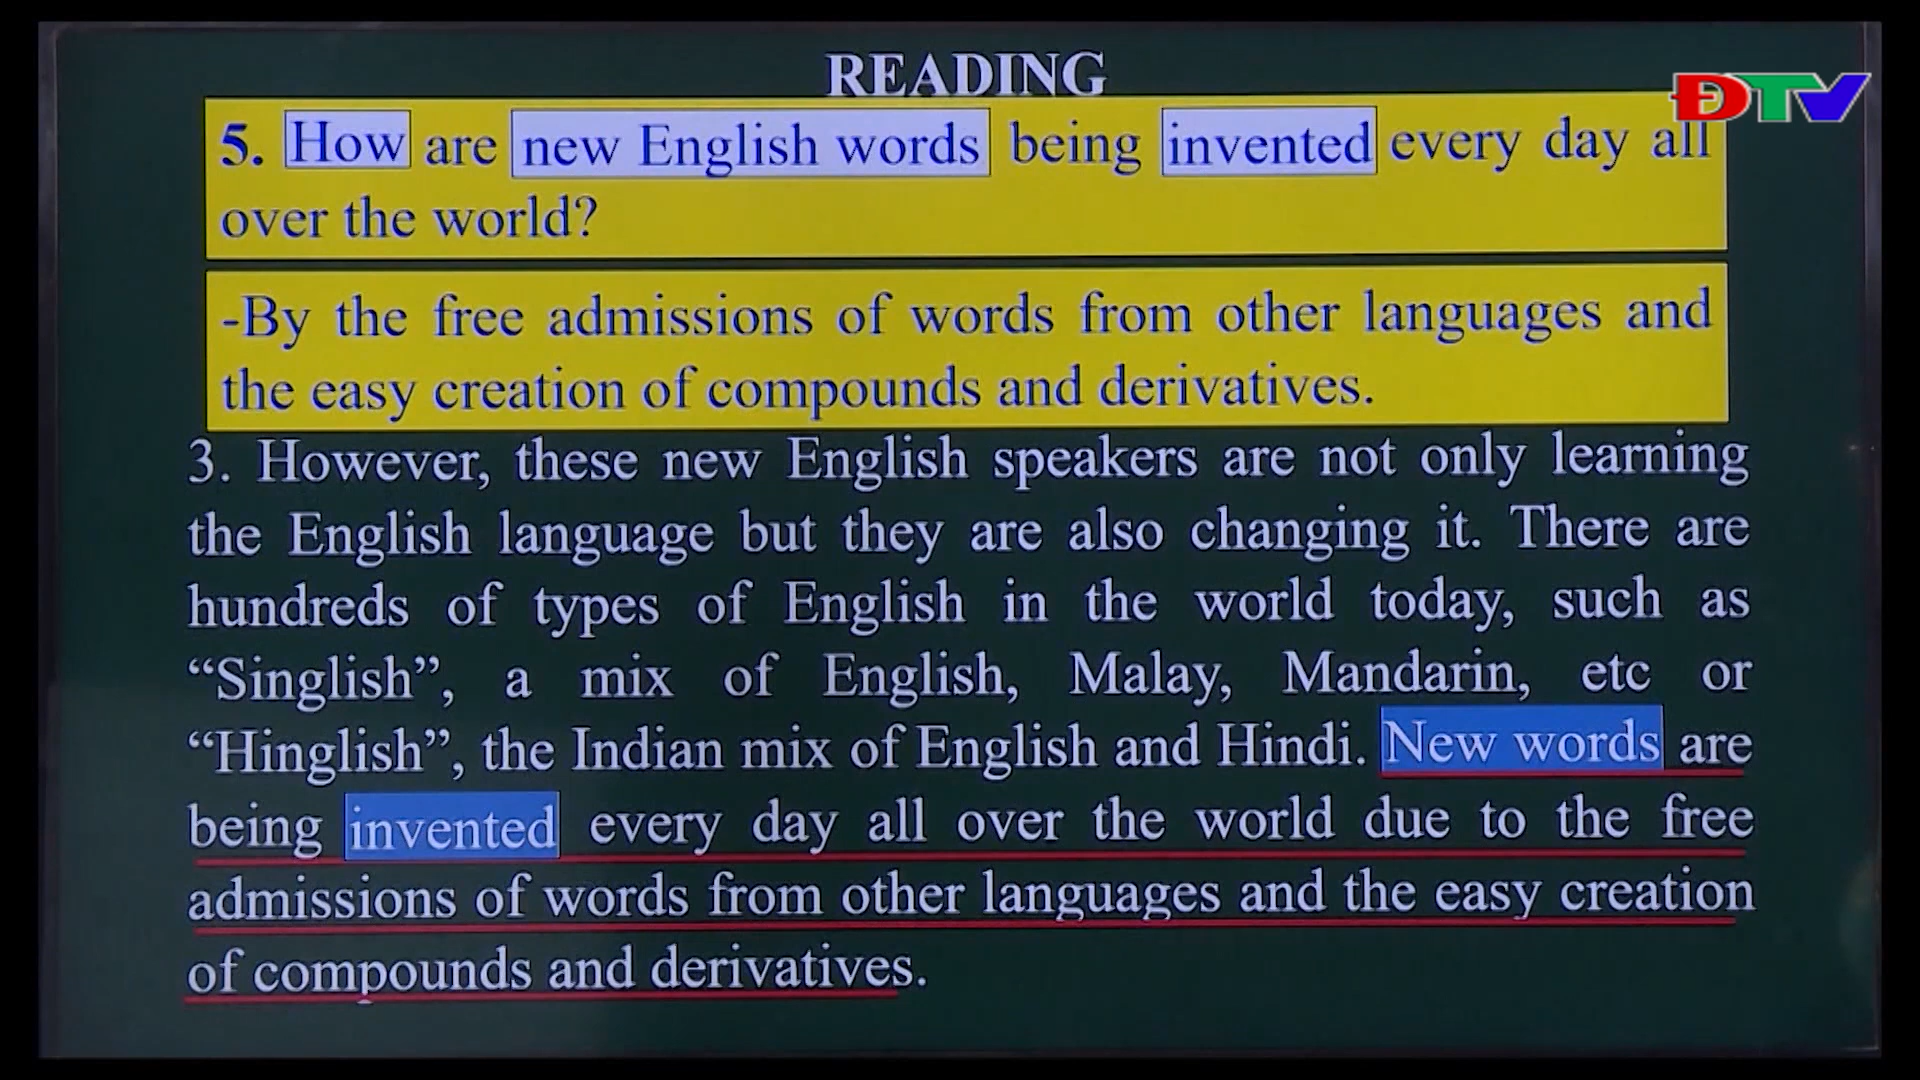 READING
ĐTV
5. How are new English words being invented every day all
over the world?
-By the free admissions of words from other languages and
the easy creation of compounds and derivatives.
3. However, these new English speakers are not only learning
the English language but they are also changing it. There are
hundreds of types of English in the world today, such as
“Singlish”, a mix of English, Malay, Mandarin, etc or
“Hinglish”, the Indian mix of English and Hindi. New words are
being invented every day all over the world due to the free
admissions of words from other languages and the easy creation
of compounds and derivatives.